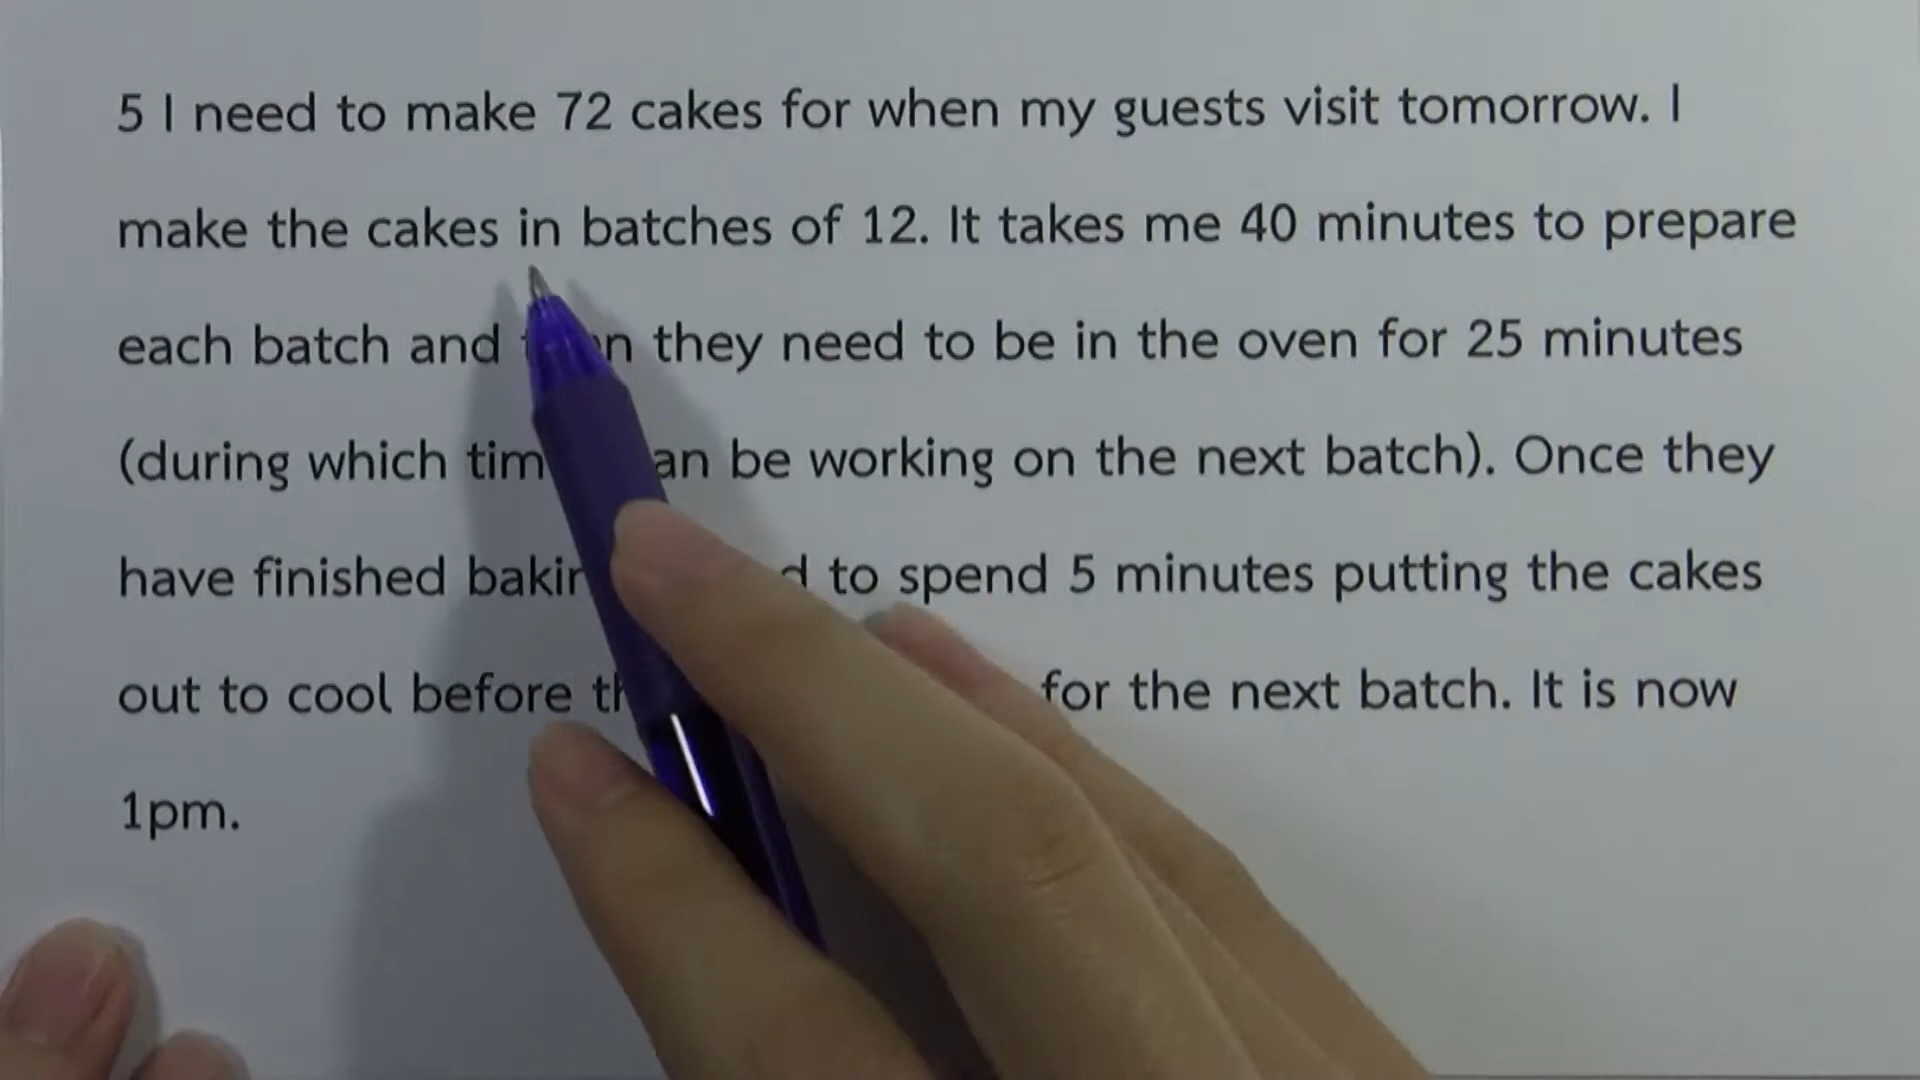 5 I need to make 72 cakes for when my guests visit tomorrow. I
make the cakes in batches of 12. It takes me 40 minutes to prepare
each batch and they need to be in the oven for 25 minutes
(during which be working on the next batch). Once they
have finished to spend 5 minutes putting the cakes
out to cool before for the next batch. It is now
1pm.